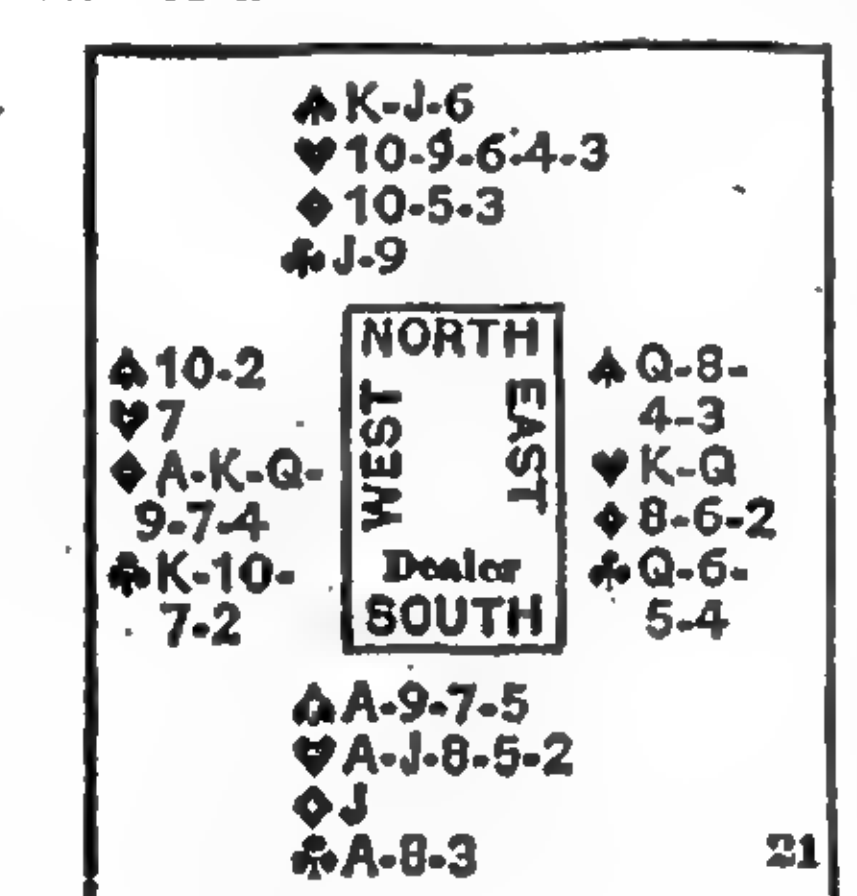 ♠ K-J-6
♥ 10-9-6-4-3
♦ 10-5-3
♣ J-9
NORTH
♠ 10-2
♥ 7
♦ A-K-Q-
9-7-4
♣ K-10-
7-2
WEST
EAST
Dealer
SOUTH
♠ Q-8-
4-3
♥ K-Q
♦ 8-6-2
♣ Q-6-
5-4
♠ A-9-7-5
♥ A-J-8-5-2
♦ J
♣ A-8-3
21